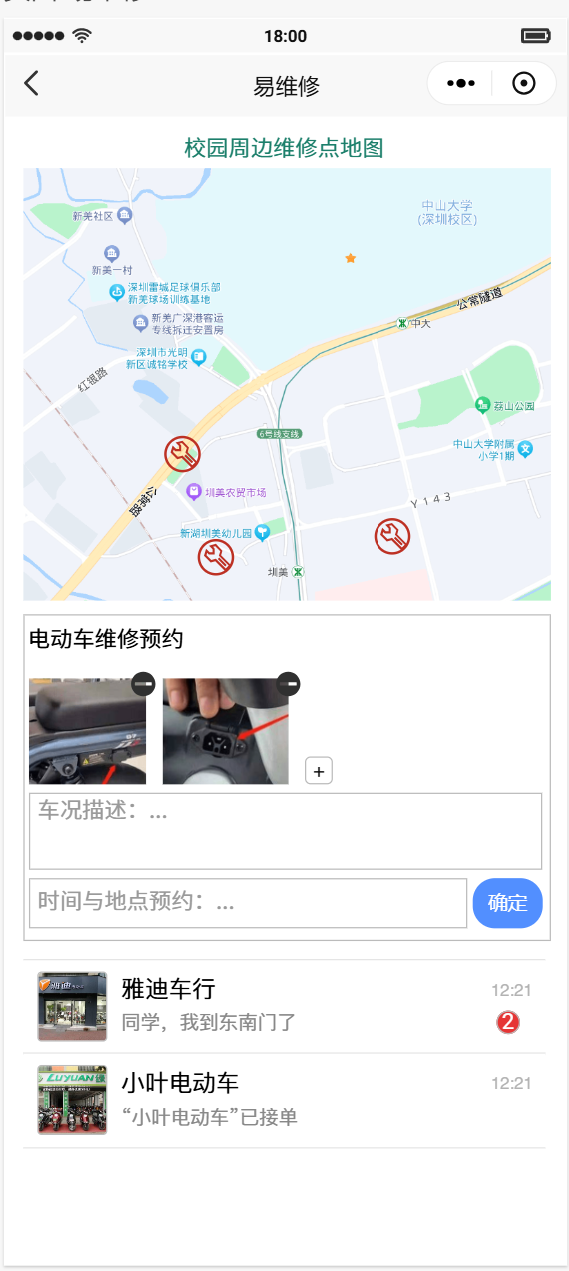 18:00
易维修
校园周边维修点地图
新羌社区
中山大学
(深圳校区)
新羌一村
深圳雷城足球俱乐部
新羌球场训练基地
公常隧道
新羌广深港客运
专线拆迁安置房
中大
深圳市光明
新区诚铭学校
红银路
荔山公园
6号线支线
中山大学附属
小学1期
公常路
圳美农贸市场
Y143
新湖圳美幼儿园
圳美
电动车维修预约
+
车况描述：...
时间与地点预约：...
确定
雅迪
雅迪车行
12:21
同学，我到东南门了
2
LUYUAN
小叶电动车
12:21
“小叶电动车”已接单